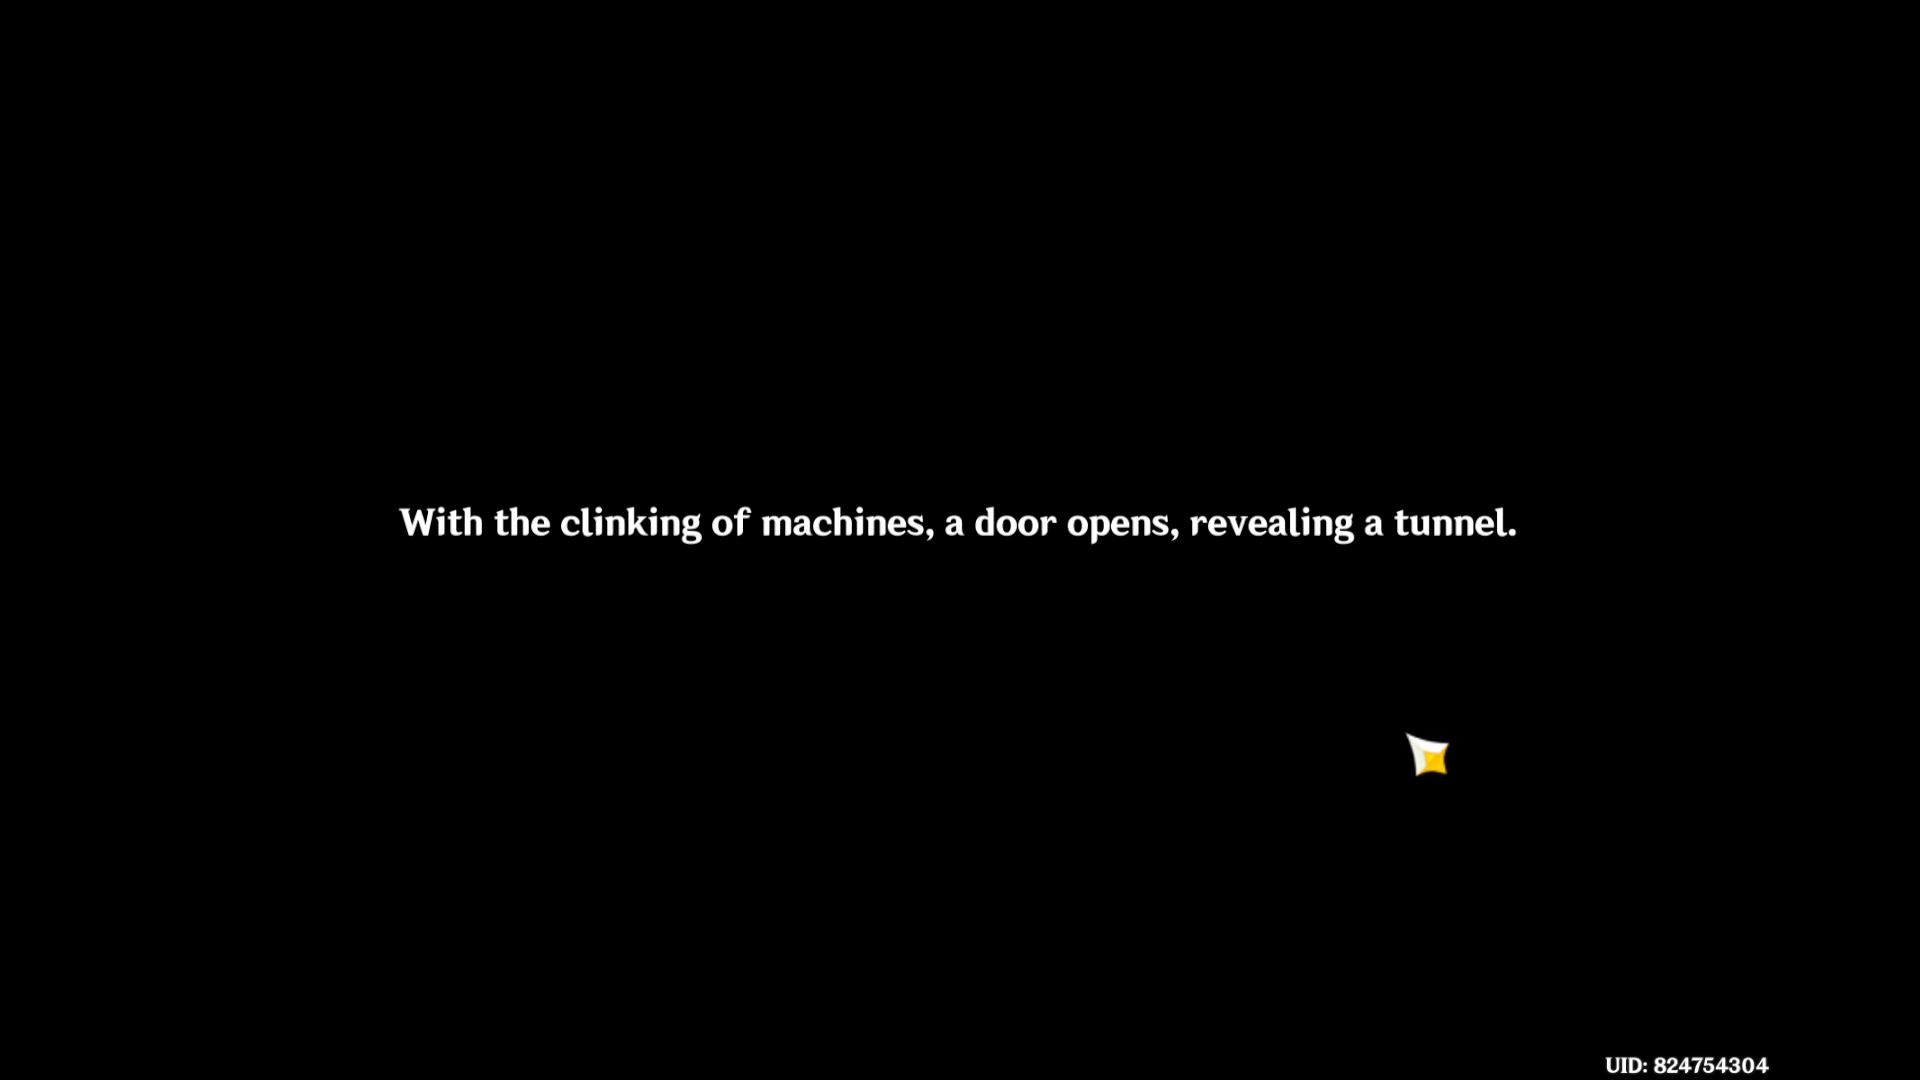 With the clinking of machines, a door opens, revealing a tunnel.
UID: 824754304